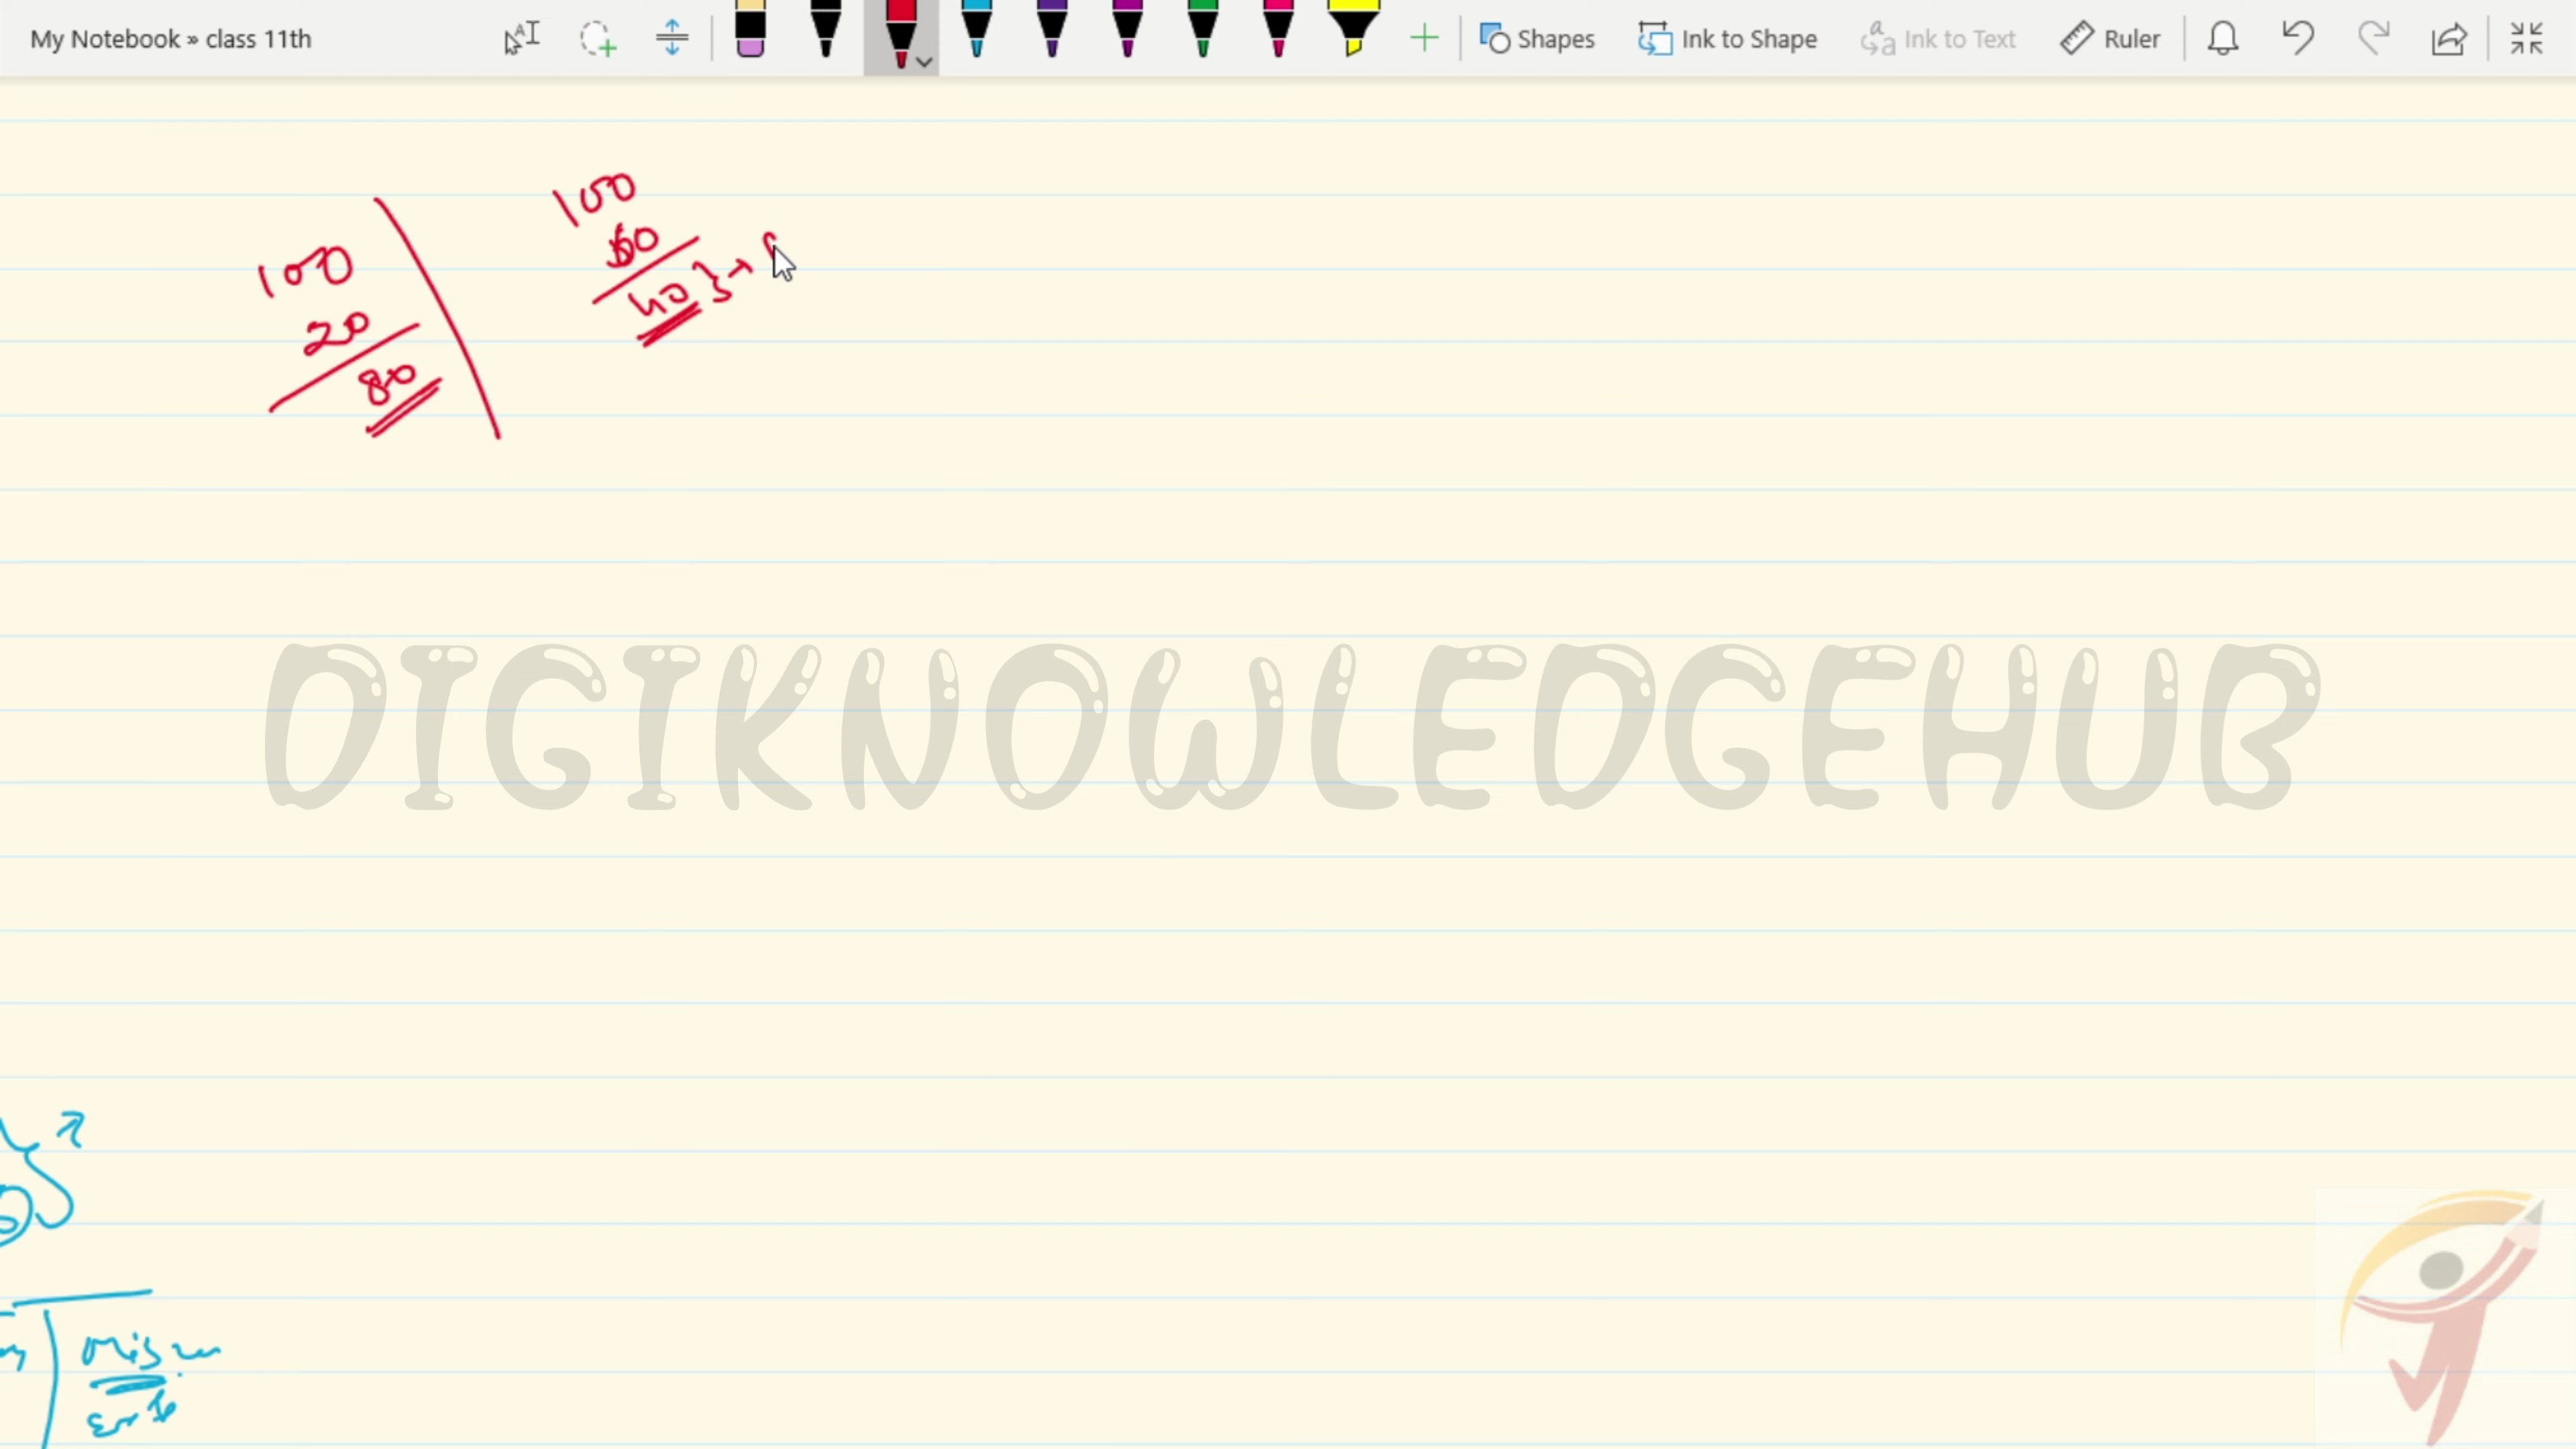 My Notebook » class 11th
Shapes
Ink to Shape
Ink to Text
Ruler
100
20
80
100
60
40
DIGIKNOWLEDGEHUB